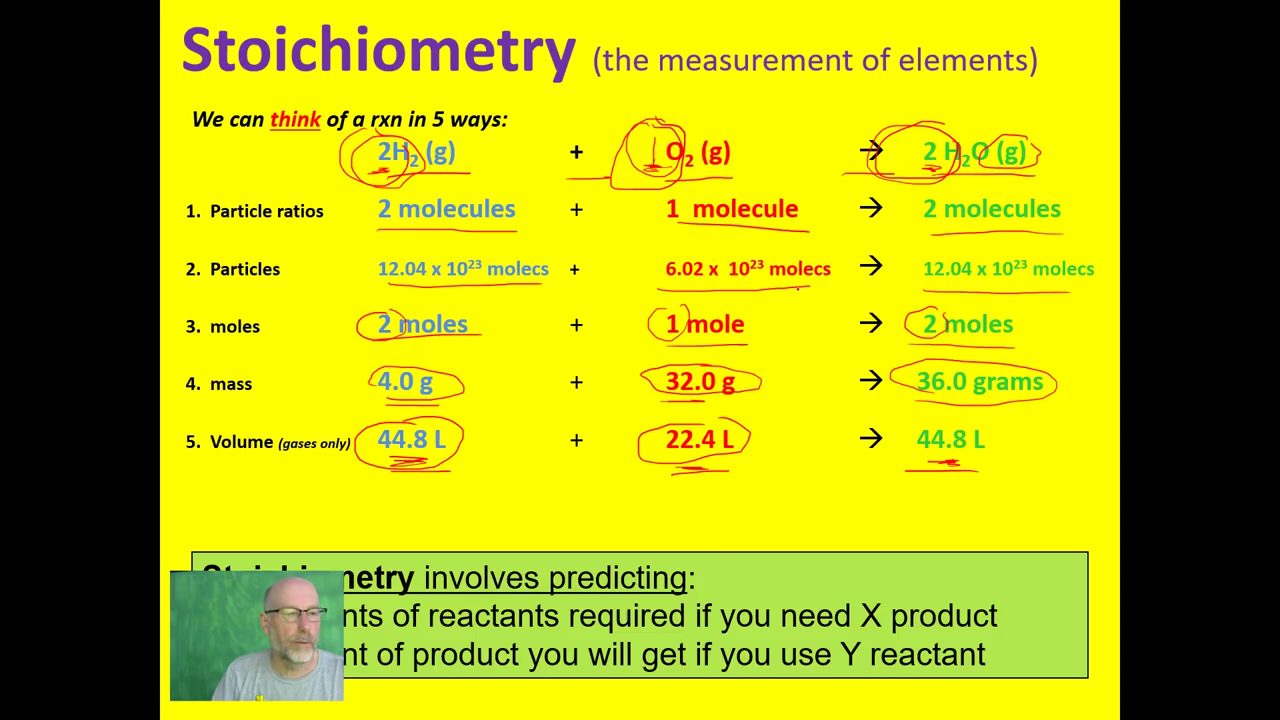 Stoichiometry (the measurement of elements)
We can think of a rxn in 5 ways:
2H₂ (g) + 1 O₂ (g) → 2 H₂O (g)
1. Particle ratios 2 molecules + 1 molecule → 2 molecules
2. Particles 12.04 x 10²³ molecs + 6.02 x 10²³ molecs → 12.04 x 10²³ molecs
3. moles 2 moles + 1 mole → 2 moles
4. mass 4.0 g + 32.0 g → 36.0 grams
5. Volume (gases only) 44.8 L + 22.4 L → 44.8 L
Stoichiometry involves predicting:
of reactants required if you need X product
of product you will get if you use Y reactant